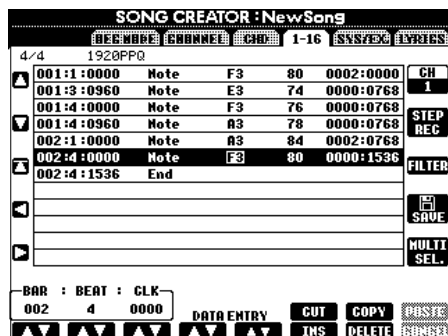 SONG CREATOR : NewSong
REC MODE CHANNEL CHD 1-16 SYS/EX. LYRICS
4/4 1920PPQ
001:1:0000 Note F3 80 0002:0000
001:3:0960 Note E3 74 0000:0768
001:4:0000 Note F3 76 0000:0768
001:4:0960 Note A3 78 0000:0768
002:1:0000 Note A3 84 0002:0768
002:4:0000 Note F3 80 0000:1536
002:4:1536 End
CH
1
STEP
REC
FILTER
SAVE
MULTI
SEL.
BAR : BEAT : CLK
002 4 0000
DATA ENTRY
CUT COPY PASTE
INS DELETE CANCEL